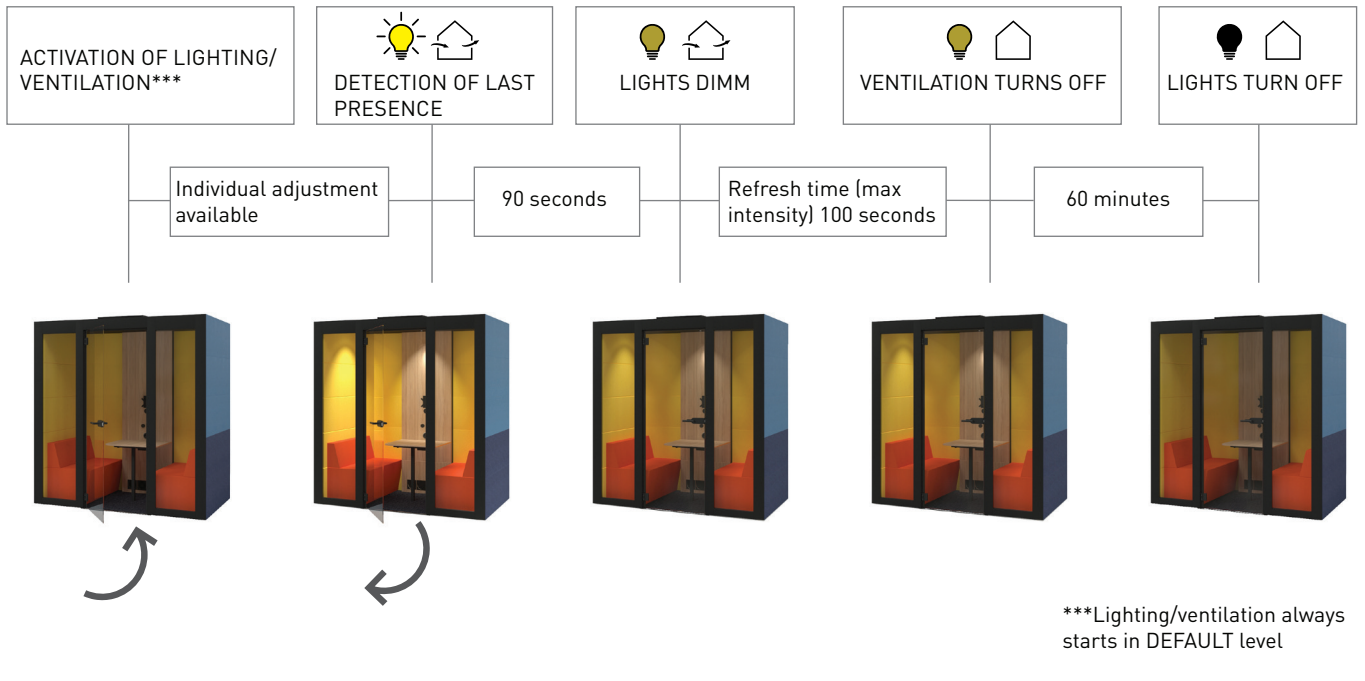 ACTIVATION OF LIGHTING/
VENTILATION***
DETECTION OF LAST
PRESENCE
LIGHTS DIMM
VENTILATION TURNS OFF
LIGHTS TURN OFF
Individual adjustment
available
90 seconds
Refresh time (max
intensity) 100 seconds
60 minutes
***Lighting/ventilation always
starts in DEFAULT level